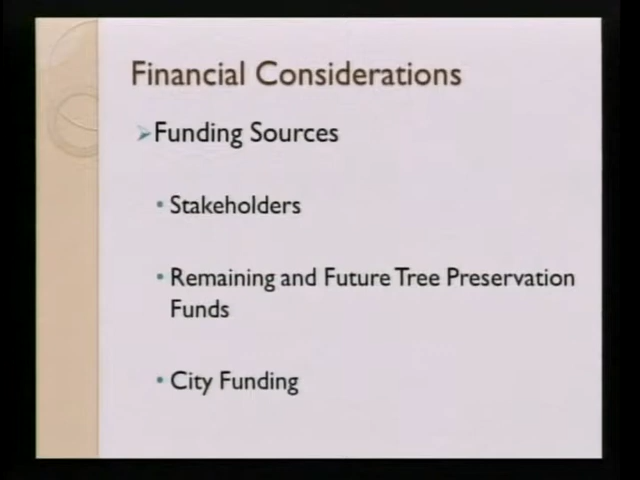 Financial Considerations
Funding Sources
Stakeholders
Remaining and Future Tree Preservation
Funds
City Funding